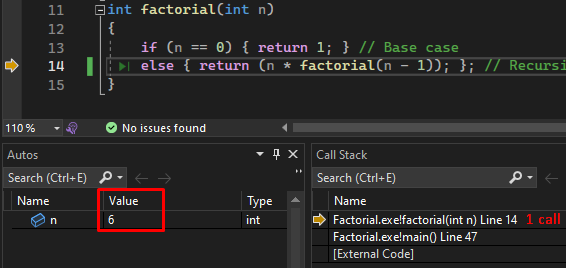 11 int factorial(int n)
12 {
13 if (n == 0) { return 1; } // Base case
14 else { return (n * factorial(n - 1)); }; // Recursi
15 }
110 % No issues found
Autos
Search (Ctrl+E)
Name Value Type
n 6 int
Call Stack
Search (Ctrl+E)
Name
Factorial.exe!factorial(int n) Line 14 1 call
Factorial.exe!main() Line 47
[External Code]